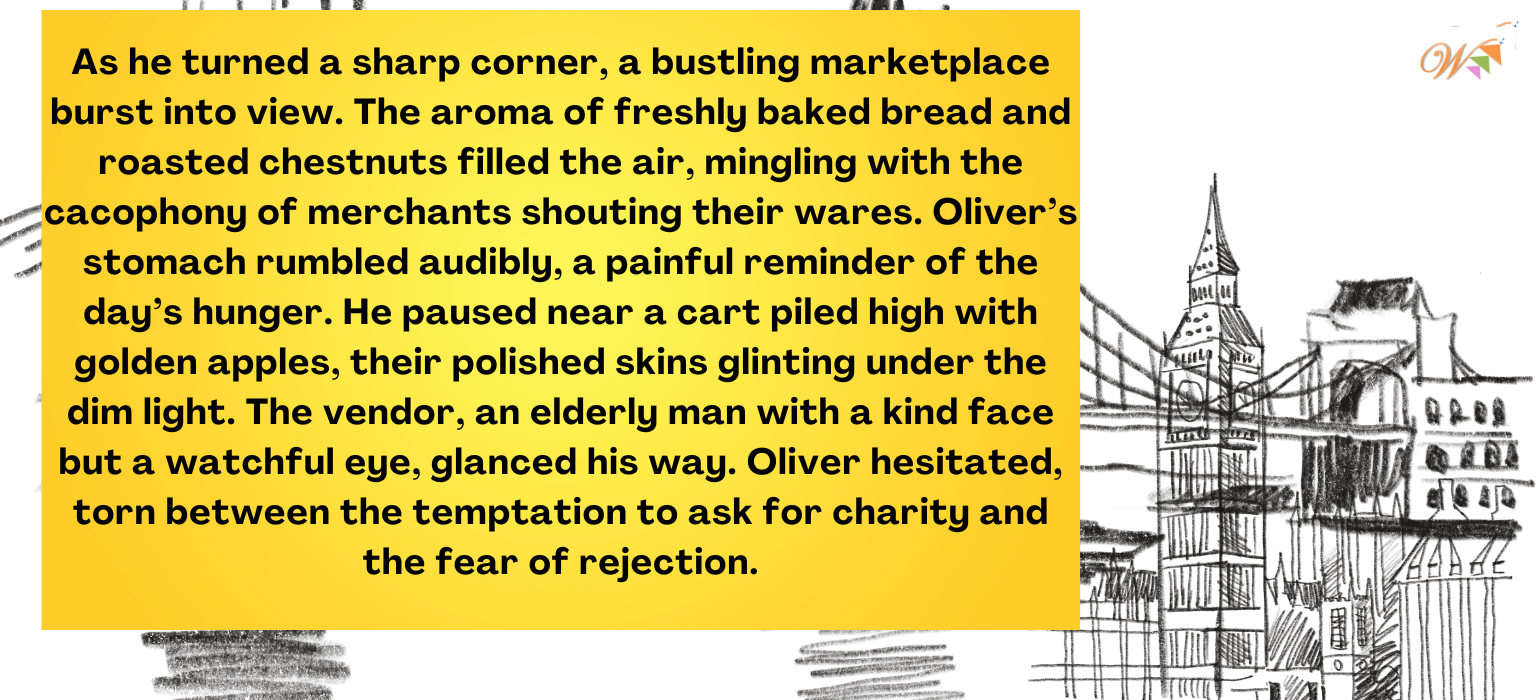 As he turned a sharp corner, a bustling marketplace
burst into view. The aroma of freshly baked bread and
roasted chestnuts filled the air, mingling with the
cacophony of merchants shouting their wares. Oliver’s
stomach rumbled audibly, a painful reminder of the
day’s hunger. He paused near a cart piled high with
golden apples, their polished skins glinting under the
dim light. The vendor, an elderly man with a kind face
but a watchful eye, glanced his way. Oliver hesitated,
torn between the temptation to ask for charity and
the fear of rejection.
W